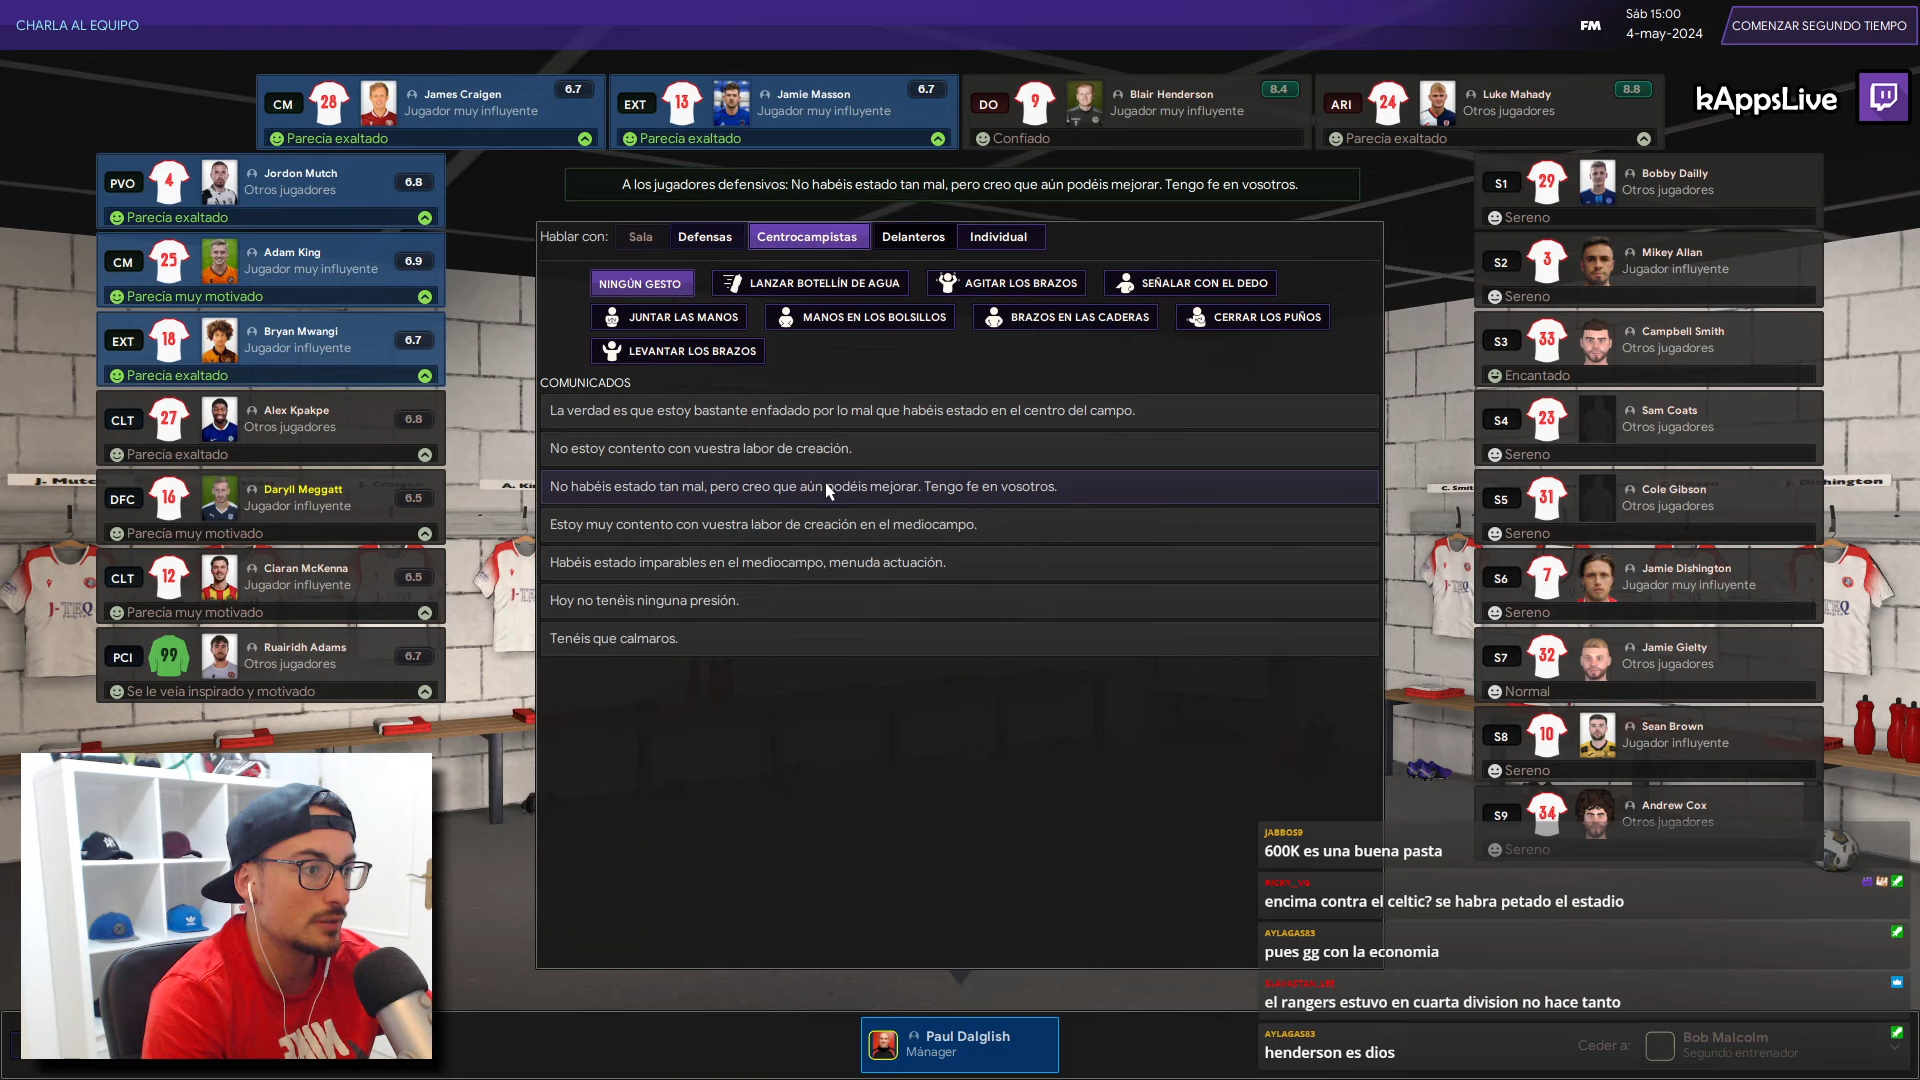 CHARLA AL EQUIPO
FM
Sáb 15:00
4-may-2024
COMENZAR SEGUNDO TIEMPO
CM
28
James Craigen
Jugador muy influyente
6.7
Parecía exaltado
EXT
13
Jamie Masson
Jugador muy influyente
6.7
Parecía exaltado
DO
9
Blair Henderson
Jugador muy influyente
8.4
Confiado
ARI
24
Luke Mahady
Otros jugadores
8.8
Parecía exaltado
kAppsLive
PVO
4
Jordon Mutch
Otros jugadores
6.8
Parecía exaltado
CM
25
Adam King
Jugador muy influyente
6.9
Parecía muy motivado
EXT
18
Bryan Mwangi
Jugador influyente
6.7
Parecía exaltado
CLT
27
Alex Kpakpe
Otros jugadores
6.8
Parecía exaltado
DFC
16
Daryll Meggatt
Jugador influyente
6.5
Parecía muy motivado
CLT
12
Ciaran McKenna
Jugador influyente
6.5
Parecía muy motivado
PCI
99
Ruairidh Adams
Otros jugadores
6.7
Se le veía inspirado y motivado
A los jugadores defensivos: No habéis estado tan mal, pero creo que aún podéis mejorar. Tengo fe en vosotros.
Hablar con:
Sala
Defensas
Centrocampistas
Delanteros
Individual
NINGÚN GESTO
LANZAR BOTELLÍN DE AGUA
AGITAR LOS BRAZOS
SEÑALAR CON EL DEDO
JUNTAR LAS MANOS
MANOS EN LOS BOLSILLOS
BRAZOS EN LAS CADERAS
CERRAR LOS PUÑOS
LEVANTAR LOS BRAZOS
COMUNICADOS
La verdad es que estoy bastante enfadado por lo mal que habéis estado en el centro del campo.
No estoy contento con vuestra labor de creación.
No habéis estado tan mal, pero creo que aún podéis mejorar. Tengo fe en vosotros.
Estoy muy contento con vuestra labor de creación en el mediocampo.
Habéis estado imparables en el mediocampo, menuda actuación.
Hoy no tenéis ninguna presión.
Tenéis que calmaros.
S1
29
Bobby Dailly
Otros jugadores
Sereno
S2
3
Mikey Allan
Jugador influyente
Sereno
S3
33
Campbell Smith
Otros jugadores
Encantado
S4
23
Sam Coats
Otros jugadores
Sereno
S5
31
Cole Gibson
Otros jugadores
Sereno
S6
7
Jamie Dishington
Jugador muy influyente
Sereno
S7
32
Jamie Gielty
Otros jugadores
Normal
S8
10
Sean Brown
Jugador influyente
Sereno
S9
34
Andrew Cox
Otros jugadores
Sereno
J. Mutch
JABBOS9
600K es una buena pasta
encima contra el celtic? se habra petado el estadio
AYLAGAS83
pues gg con la economia
el rangers estuvo en cuarta division no hace tanto
AYLAGAS83
henderson es dios
Paul Dalglish
Mánager
Ceder a:
Bob Malcolm
Segundo entrenador